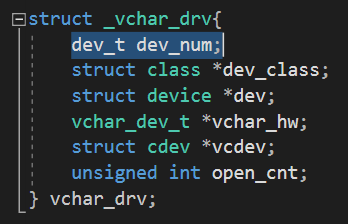 struct _vchar_drv{
dev_t dev_num;
struct class *dev_class;
struct device *dev;
vchar_dev_t *vchar_hw;
struct cdev *vcdev;
unsigned int open_cnt;
} vchar_drv;